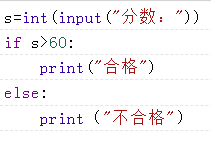 s=int(input("分数："))
if s>60:
    print("合格")
else:
    print ("不合格")